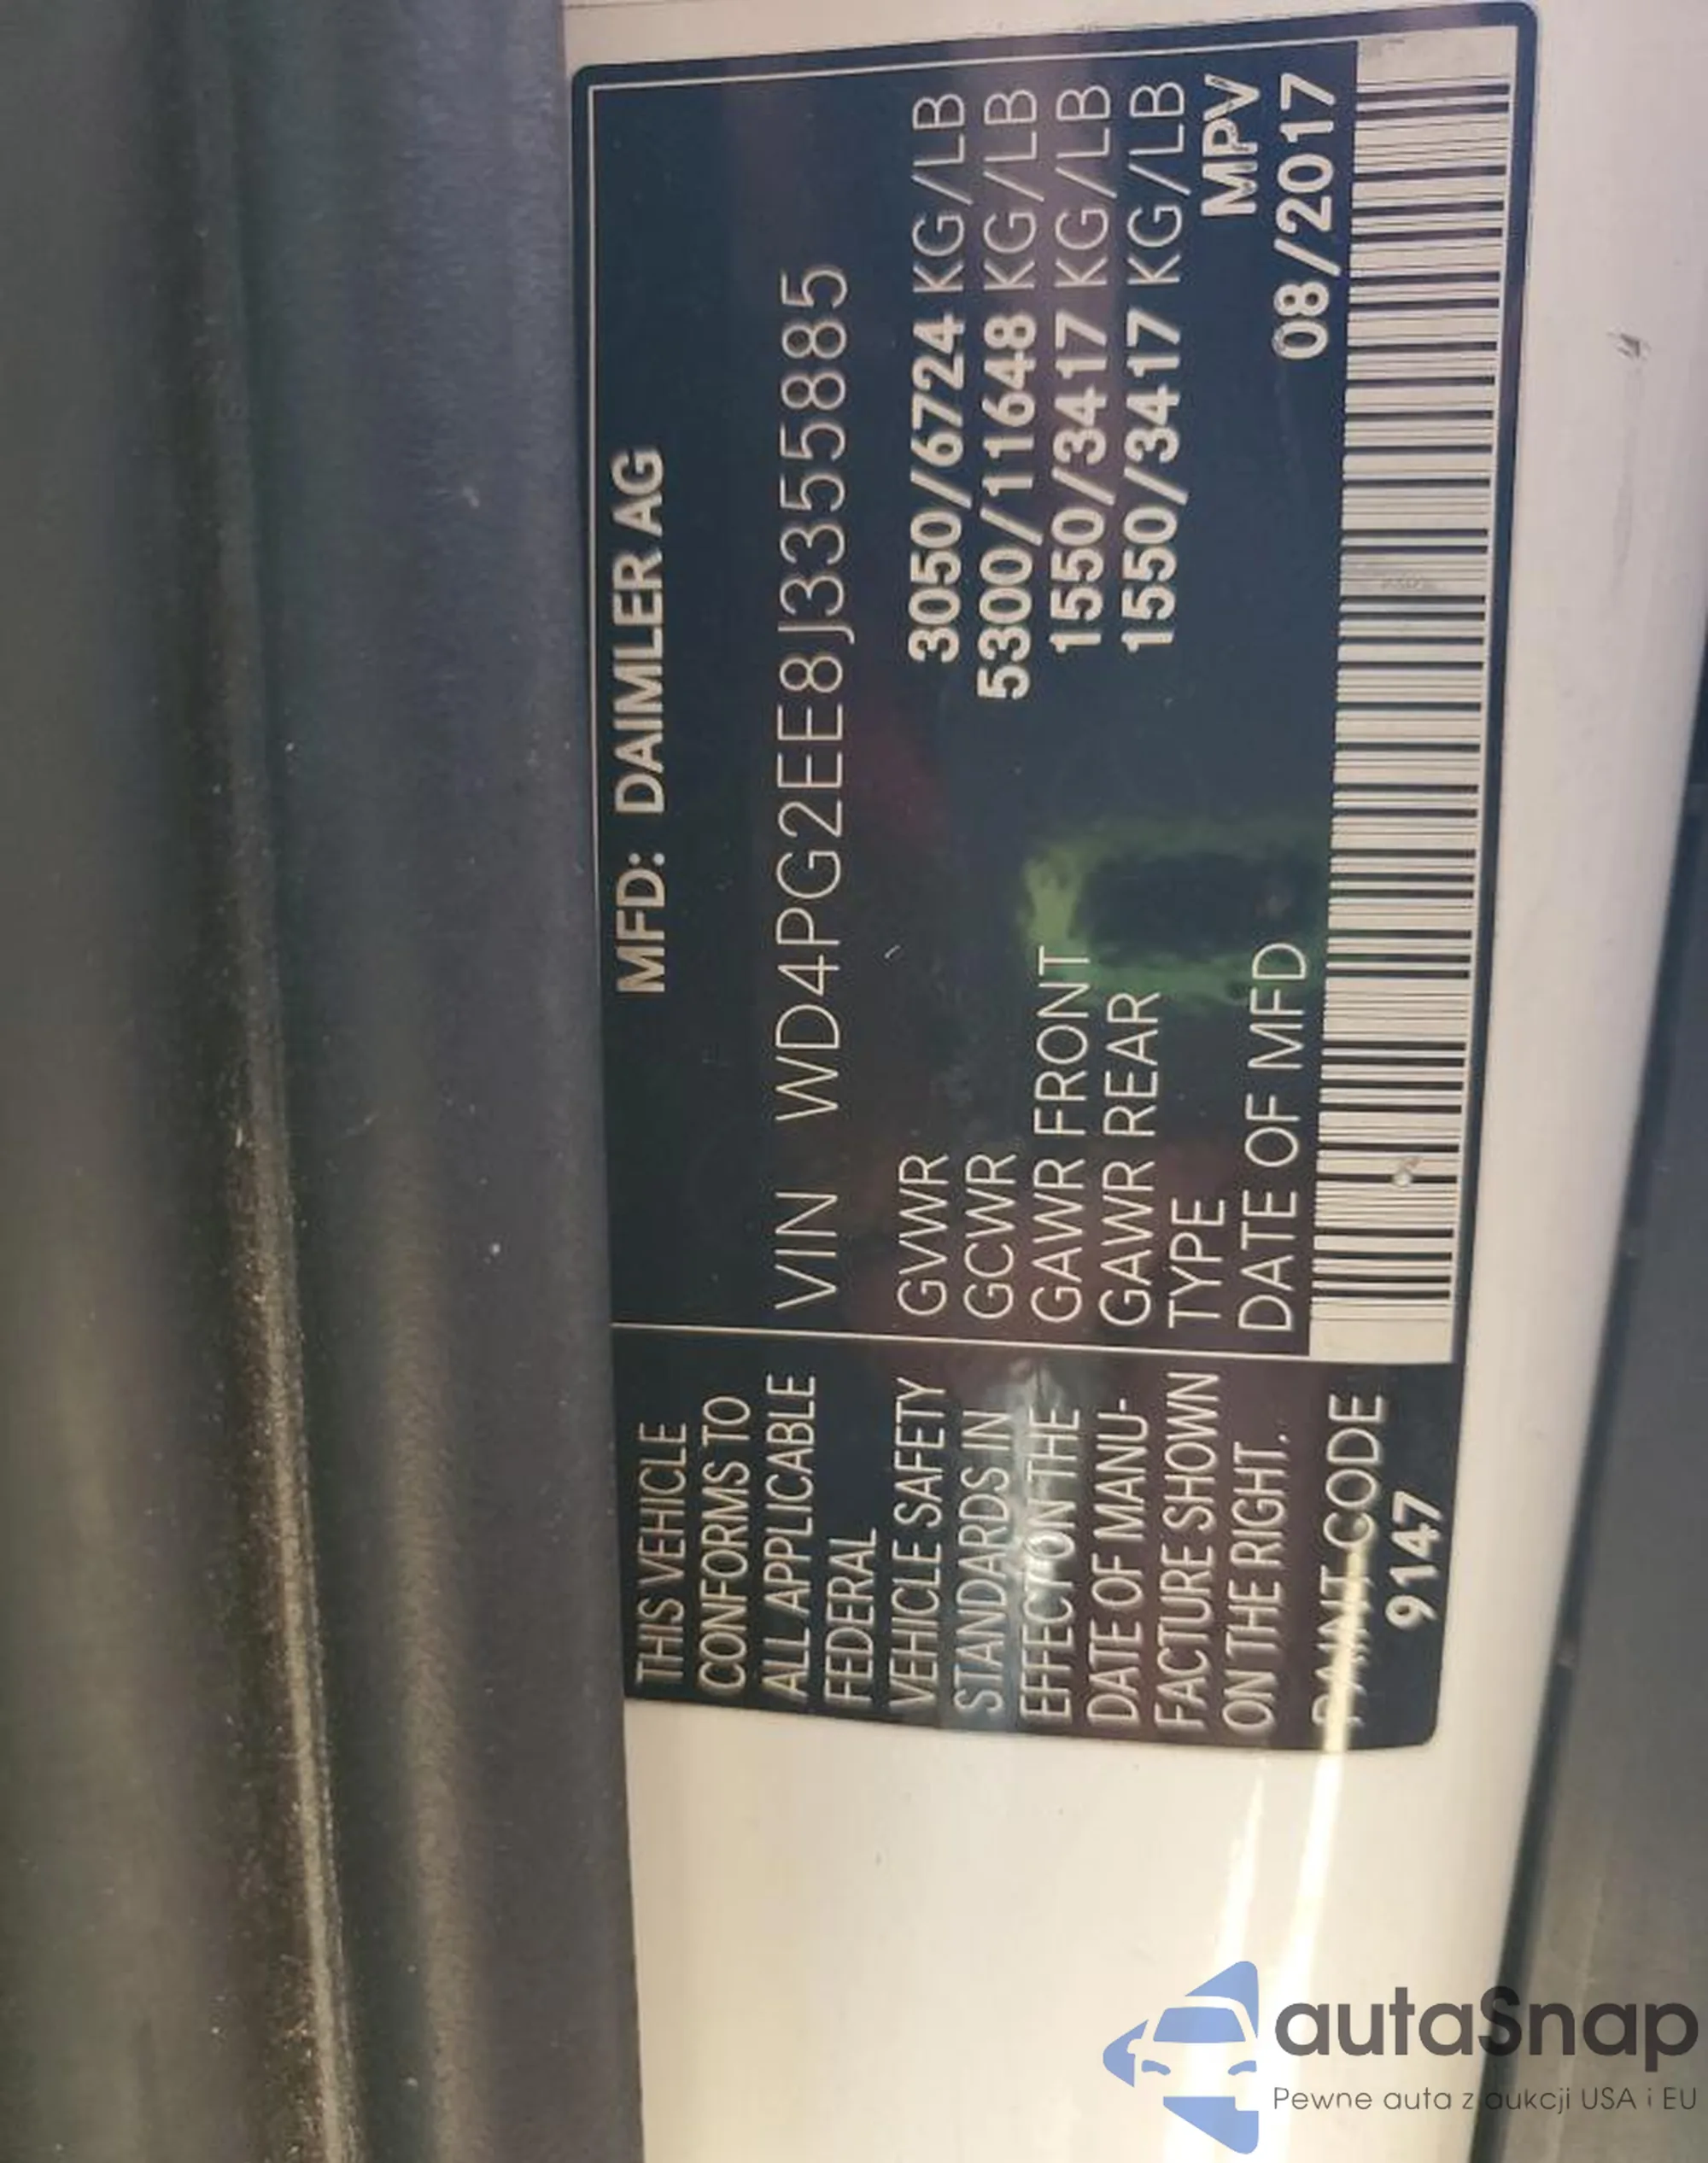 MFD: DAIMLER AG
VIN WD4PG2EE8J3355885
GVWR 3050/6724 KG/LB
GCWR 5300/11648 KG/LB
GAWR FRONT 1550/3417 KG/LB
GAWR REAR 1550/3417 KG/LB
TYPE MPV
DATE OF MFD 08/2017
THIS VEHICLE
CONFORMS TO
ALL APPLICABLE
FEDERAL
VEHICLE SAFETY
STANDARDS IN
EFFECT ON THE
DATE OF MANU-
FACTURE SHOWN
ON THE RIGHT.
PAINT CODE
9147
autaSnap
Pewne auta z aukcji USA i EU